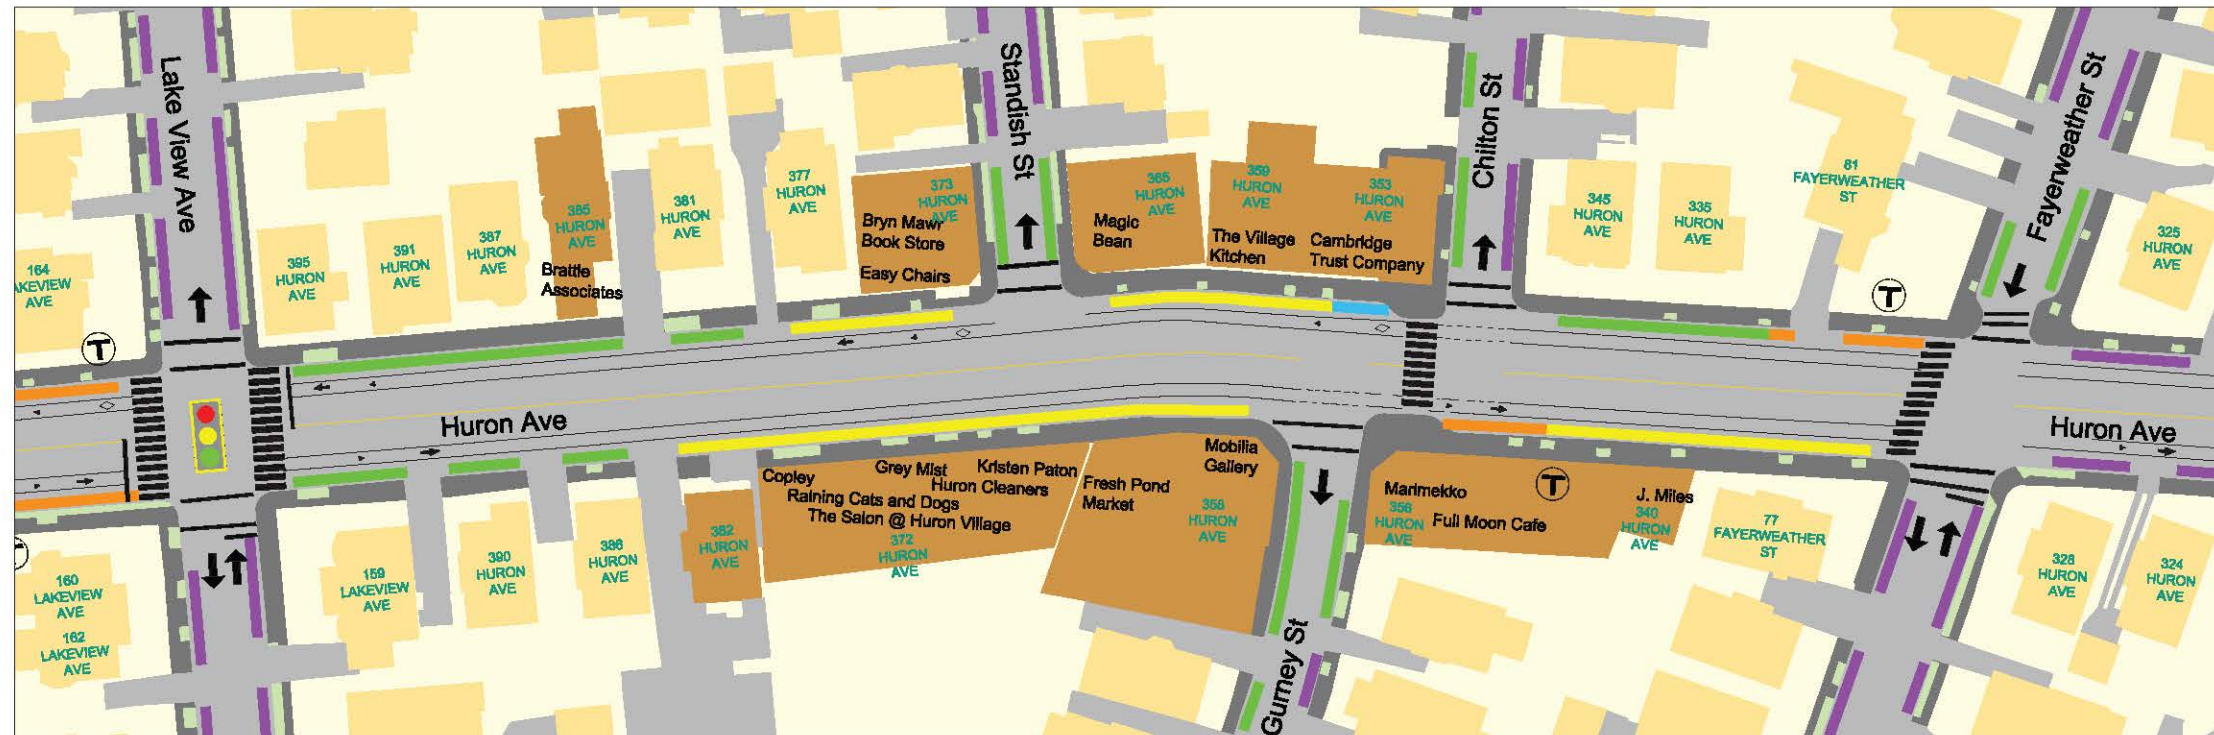 Lake View Ave
Standish St
Chilton St
Fayerweather St
164
AKEVIEW
AVE
T
395
HURON
AVE
391
HURON
AVE
387
HURON
AVE
385
HURON
AVE
Brattle
Associates
381
HURON
AVE
377
HURON
AVE
373
HURON
AVE
Bryn Mawr
Book Store
Easy Chairs
365
HURON
AVE
Magic
Bean
359
HURON
AVE
The Village
Kitchen
353
HURON
AVE
Cambridge
Trust Company
345
HURON
AVE
335
HURON
AVE
81
FAYERWEATHER
ST
T
325
HURON
AVE
Huron Ave
Huron Ave
160
LAKEVIEW
AVE
162
LAKEVIEW
AVE
159
LAKEVIEW
AVE
390
HURON
AVE
386
HURON
AVE
382
HURON
AVE
Copley
Grey Mist
Kristen Paton
Huron Cleaners
Raining Cats and Dogs
The Salon @ Huron Village
372
HURON
AVE
Fresh Pond
Market
Mobilia
Gallery
358
HURON
AVE
Gurney St
Marimekko
356
HURON
AVE
Full Moon Cafe
T
J. Miles
340
HURON
AVE
77
FAYERWEATHER
ST
328
HURON
AVE
324
HURON
AVE